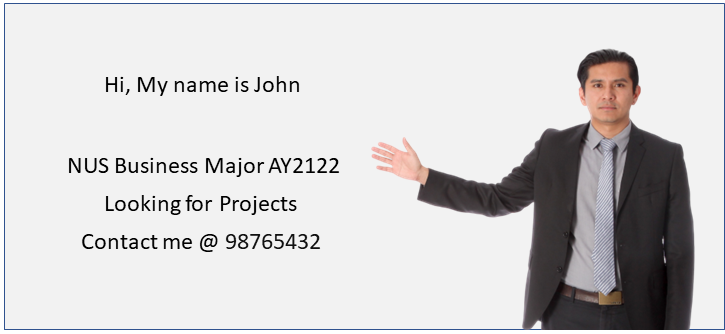 Hi, My name is John
NUS Business Major AY2122
Looking for Projects
Contact me @ 98765432